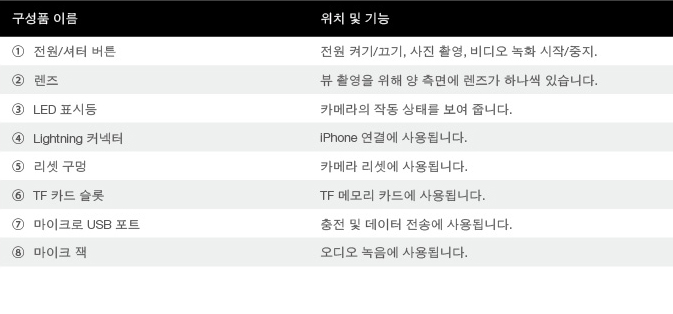 구성품 이름 위치 및 기능
① 전원/셔터 버튼 전원 켜기/끄기, 사진 촬영, 비디오 녹화 시작/중지.
② 렌즈 뷰 촬영을 위해 양 측면에 렌즈가 하나씩 있습니다.
③ LED 표시등 카메라의 작동 상태를 보여 줍니다.
④ Lightning 커넥터 iPhone 연결에 사용됩니다.
⑤ 리셋 구멍 카메라 리셋에 사용됩니다.
⑥ TF 카드 슬롯 TF 메모리 카드에 사용됩니다.
⑦ 마이크로 USB 포트 충전 및 데이터 전송에 사용됩니다.
⑧ 마이크 잭 오디오 녹음에 사용됩니다.